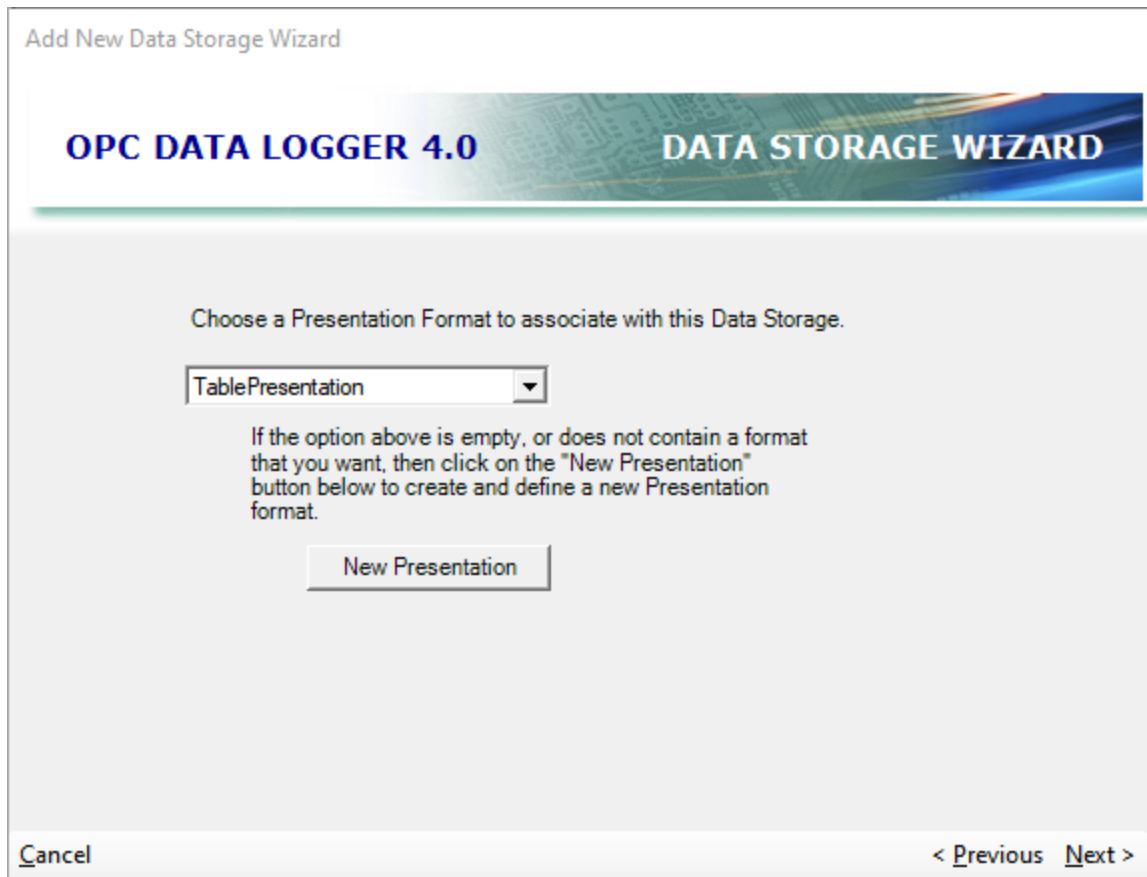 Add New Data Storage Wizard
OPC DATA LOGGER 4.0 DATA STORAGE WIZARD
Choose a Presentation Format to associate with this Data Storage.
TablePresentation
If the option above is empty, or does not contain a format
that you want, then click on the "New Presentation"
button below to create and define a new Presentation
format.
New Presentation
Cancel < Previous Next >